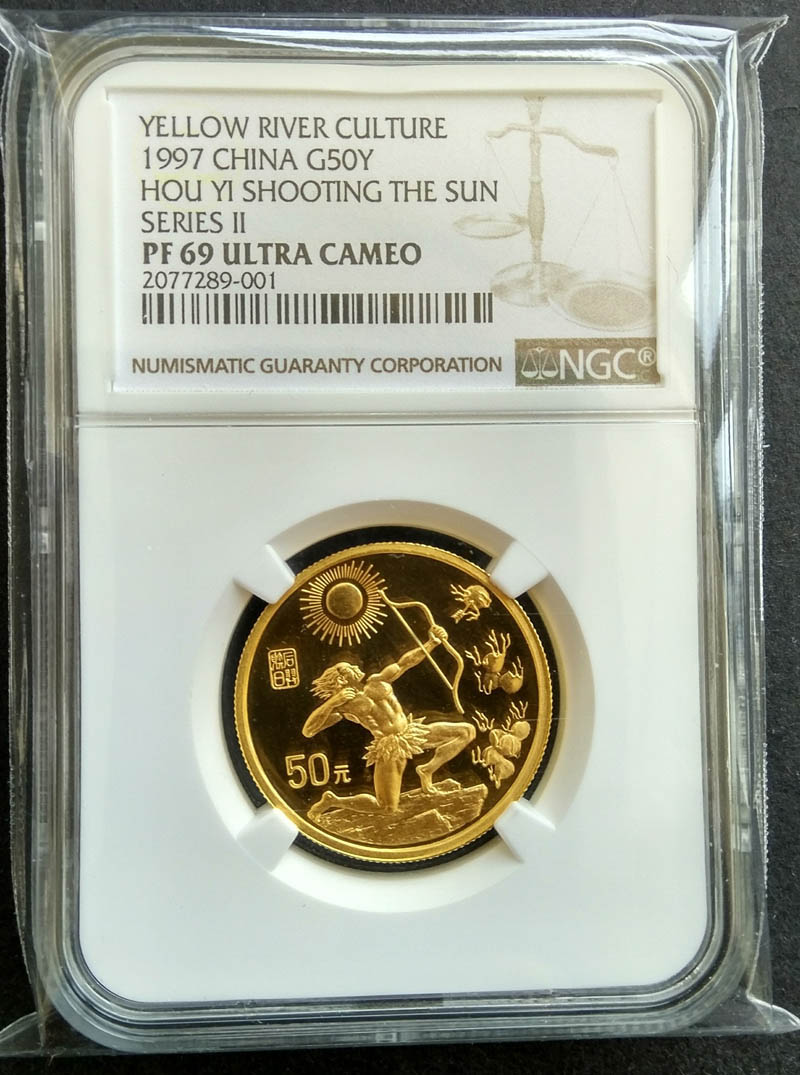 YELLOW RIVER CULTURE
1997 CHINA G50Y
HOU YI SHOOTING THE SUN
SERIES II
PF 69 ULTRA CAMEO
2077289-001
NUMISMATIC GUARANTY CORPORATION
NGC®
50元